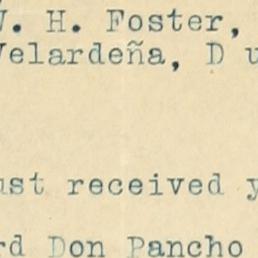 W. H. Foster,
Velardeña, D u
ust received y
rd Don Pancho